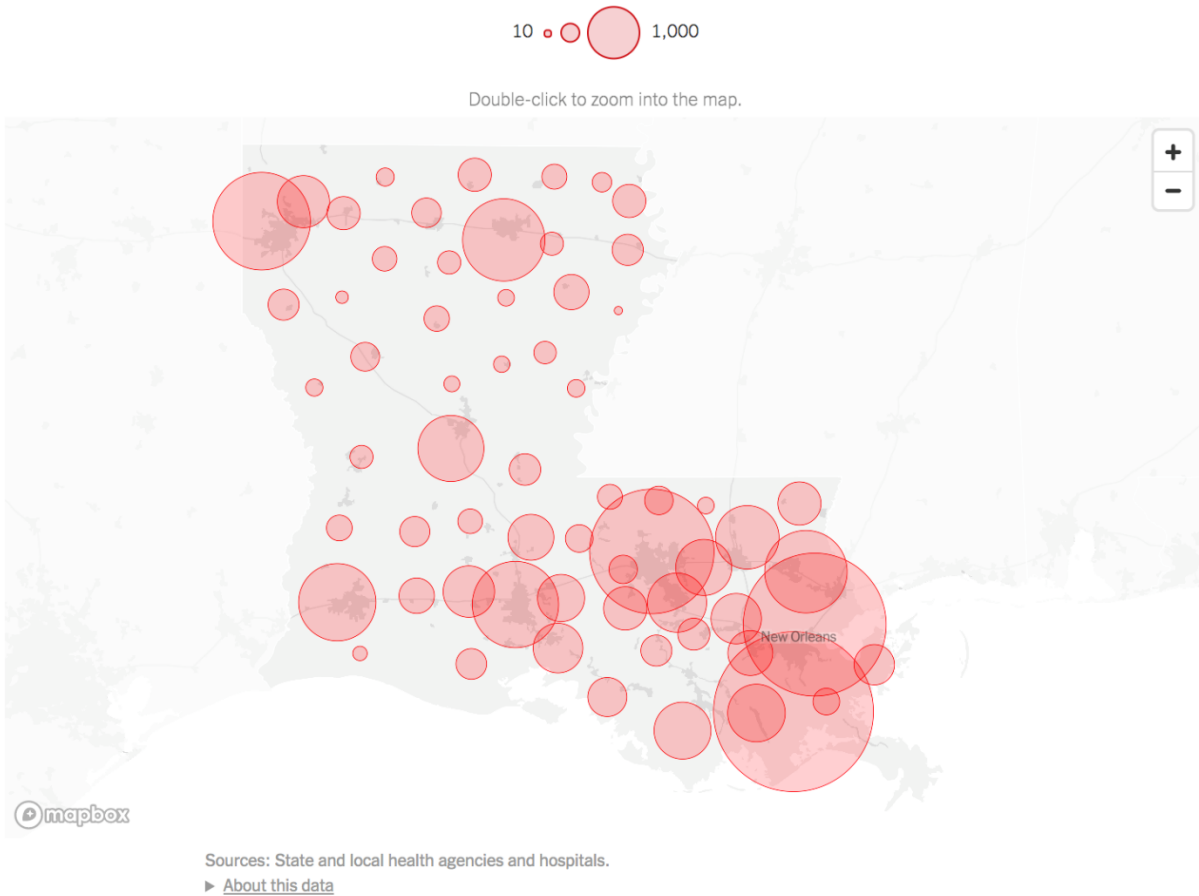 10 1,000
Double-click to zoom into the map.
+
−
New Orleans
mapbox
Sources: State and local health agencies and hospitals.
▶ About this data